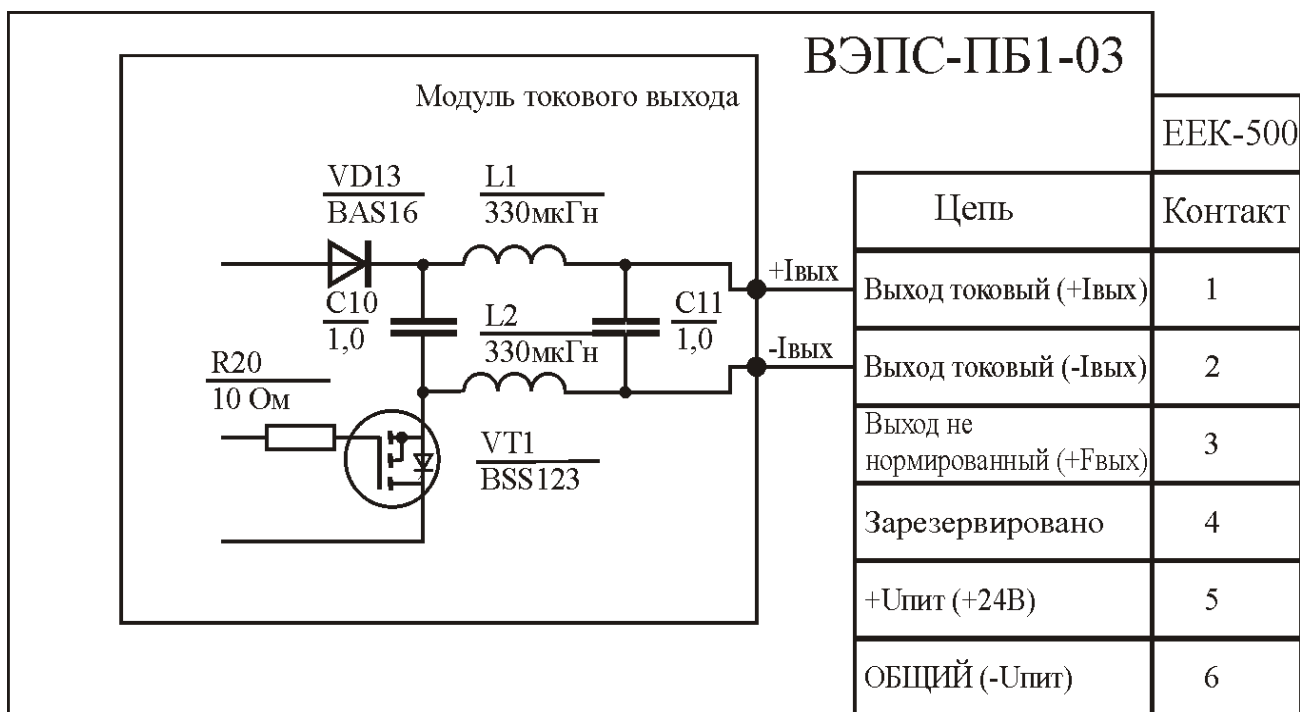 ВЭПС-ПБ1-03
Модуль токового выхода
VD13
BAS16
L1
330мкГн
C10
1,0
L2
330мкГн
C11
1,0
R20
10 Ом
VT1
BSS123
+Iвых
-Iвых
ЕЕК-500
Цепь
Контакт
Выход токовый (+Iвых)
1
Выход токовый (-Iвых)
2
Выход не
нормированный (+Fвых)
3
Зарезервировано
4
+Uпит (+24В)
5
ОБЩИЙ (-Uпит)
6